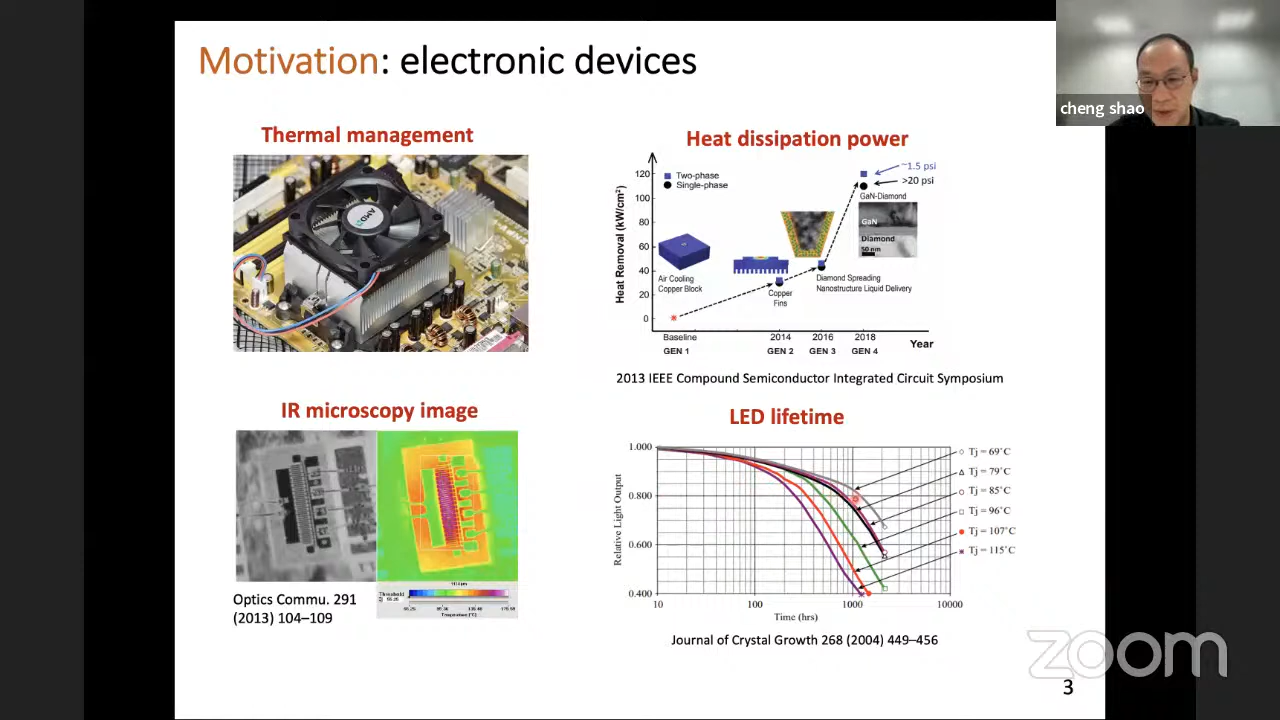 Motivation: electronic devices
cheng shao
Thermal management
AMD
Heat dissipation power
Heat Removal (kW/cm²)
120
100
80
60
40
20
0
Two-phase
Single-phase
~1.5 psi
>20 psi
GaN-Diamond
GaN
Diamond
50 nm
Air Cooling
Copper Block
Copper
Fins
Diamond Spreading
Nanostructure Liquid Delivery
Baseline
2014
2016
2018
GEN 1
GEN 2
GEN 3
GEN 4
Year
2013 IEEE Compound Semiconductor Integrated Circuit Symposium
IR microscopy image
Optics Commu. 291
(2013) 104–109
LED lifetime
Relative Light Output
1.000
0.800
0.600
0.400
10
100
1000
10000
Time (hrs)
Tj = 69˚C
Tj = 79˚C
Tj = 85˚C
Tj = 96˚C
Tj = 107˚C
Tj = 115˚C
Journal of Crystal Growth 268 (2004) 449–456
zoom
3